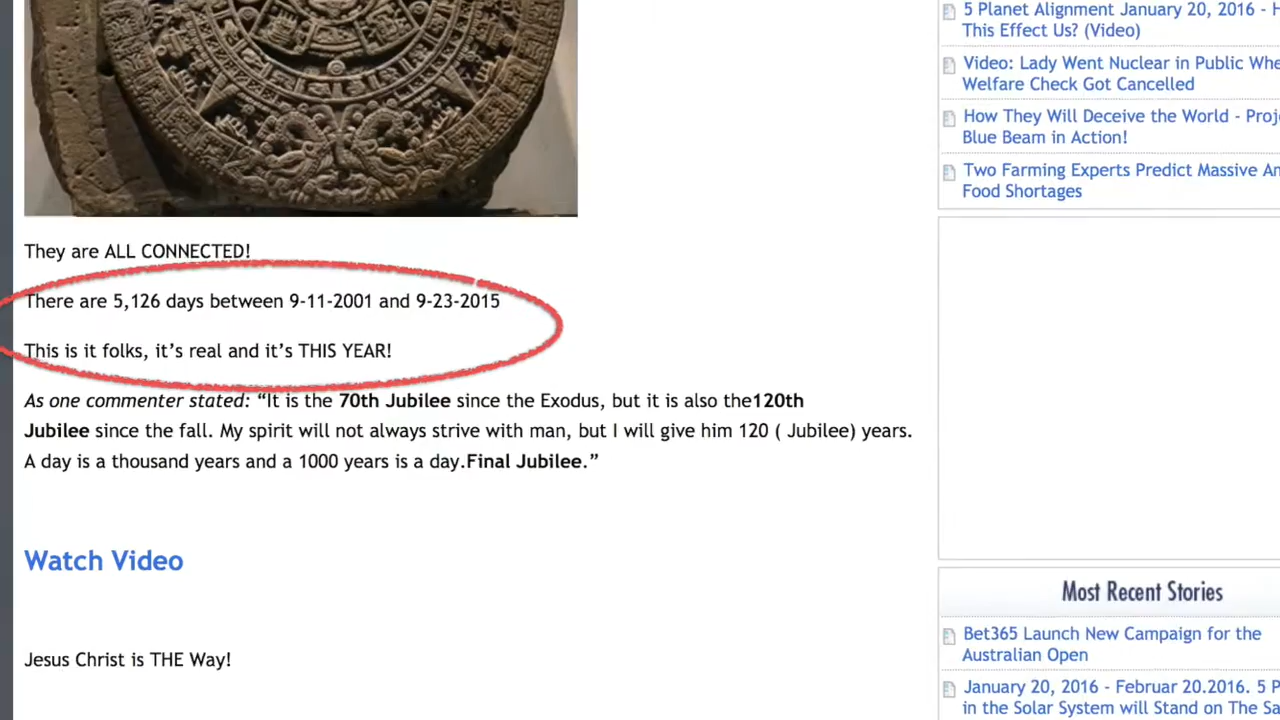 They are ALL CONNECTED!
There are 5,126 days between 9-11-2001 and 9-23-2015
This is it folks, it’s real and it’s THIS YEAR!
As one commenter stated: “It is the 70th Jubilee since the Exodus, but it is also the120th
Jubilee since the fall. My spirit will not always strive with man, but I will give him 120 ( Jubilee) years.
A day is a thousand years and a 1000 years is a day.Final Jubilee.”
Watch Video
Jesus Christ is THE Way!
5 Planet Alignment January 20, 2016 -
This Effect Us? (Video)
Video: Lady Went Nuclear in Public
Welfare Check Got Cancelled
How They Will Deceive the World -
Blue Beam in Action!
Two Farming Experts Predict Massive
Food Shortages
Most Recent Stories
Bet365 Launch New Campaign for the
Australian Open
January 20, 2016 - Februar 20.2016. 5
in the Solar System will Stand on The